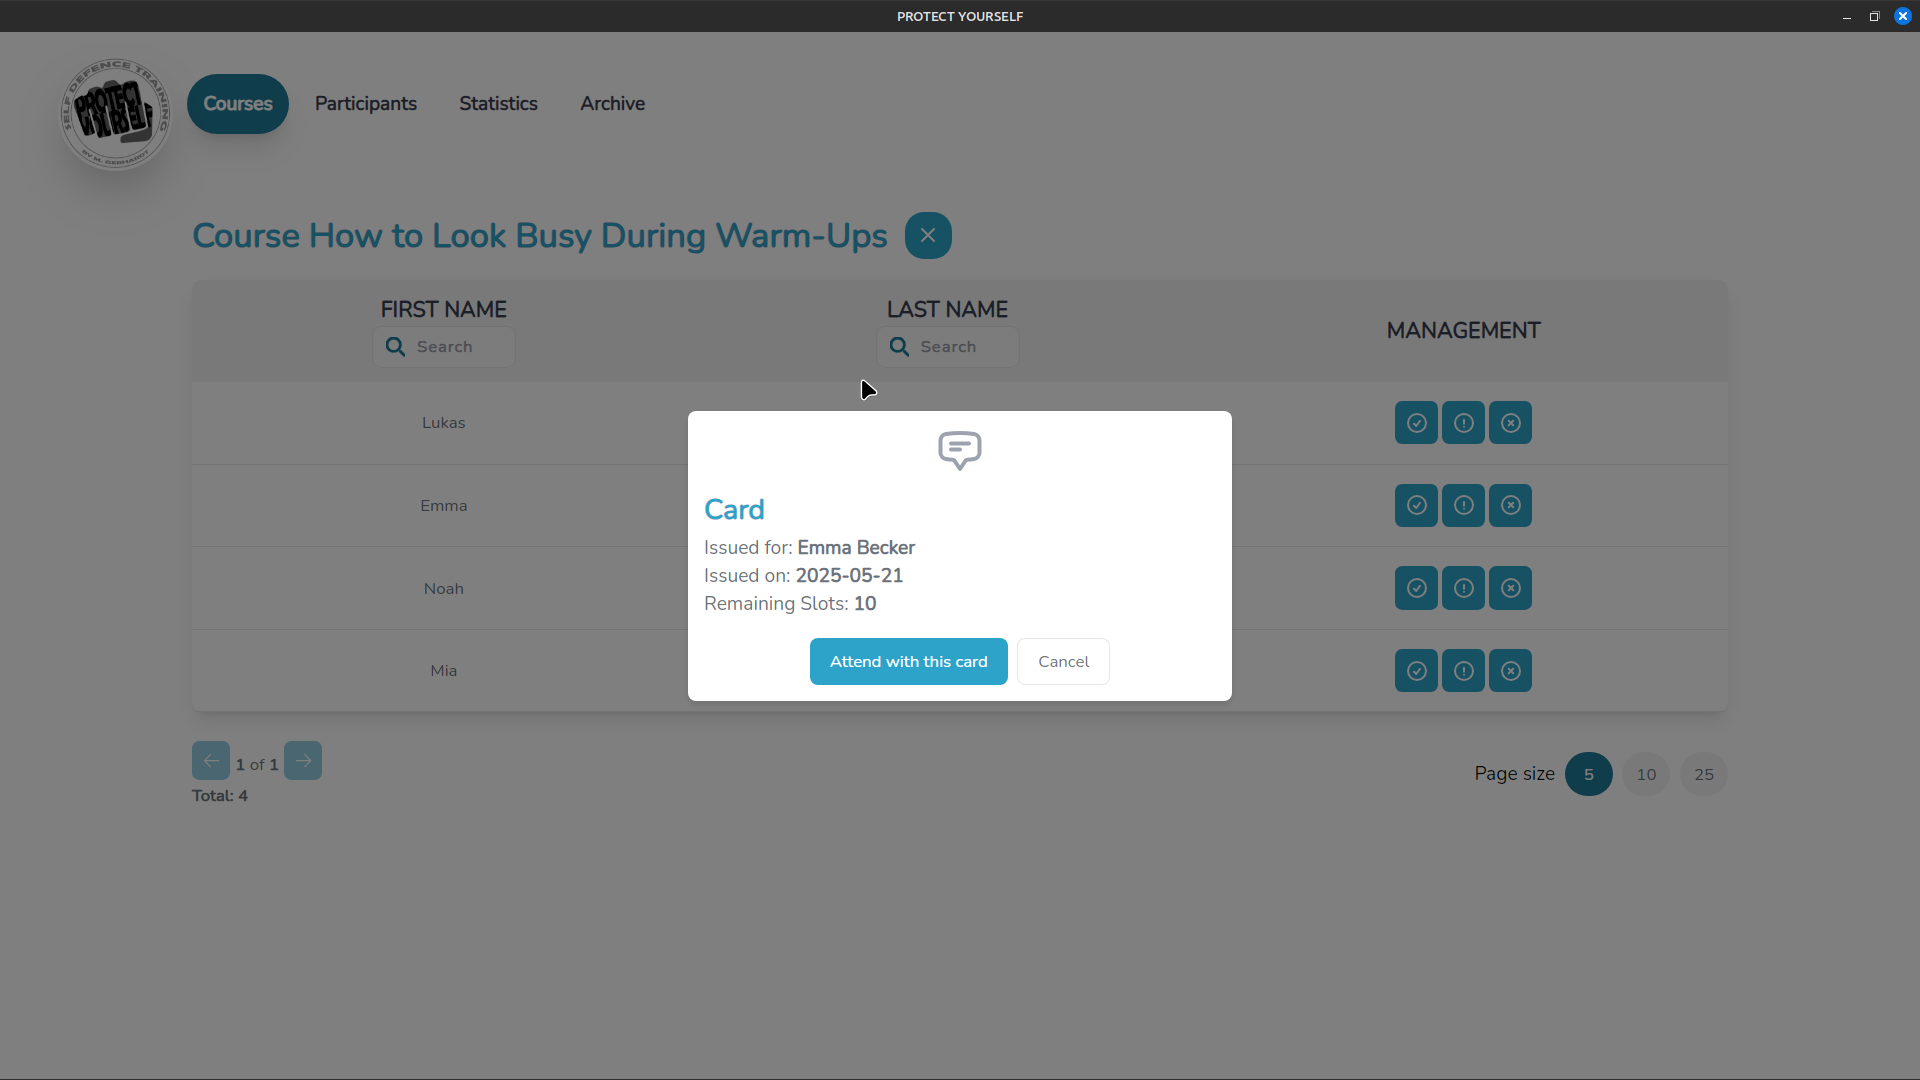 PROTECT YOURSELF
SELF DEFENCE TRAINING
PROTECT
YOURSELF
BY M. GEBHARDT
Courses
Participants
Statistics
Archive
Course How to Look Busy During Warm-Ups
FIRST NAME
LAST NAME
MANAGEMENT
Search
Search
Lukas
Emma
Noah
Mia
Card
Issued for: Emma Becker
Issued on: 2025-05-21
Remaining Slots: 10
Attend with this card
Cancel
1 of 1
Total: 4
Page size
5
10
25